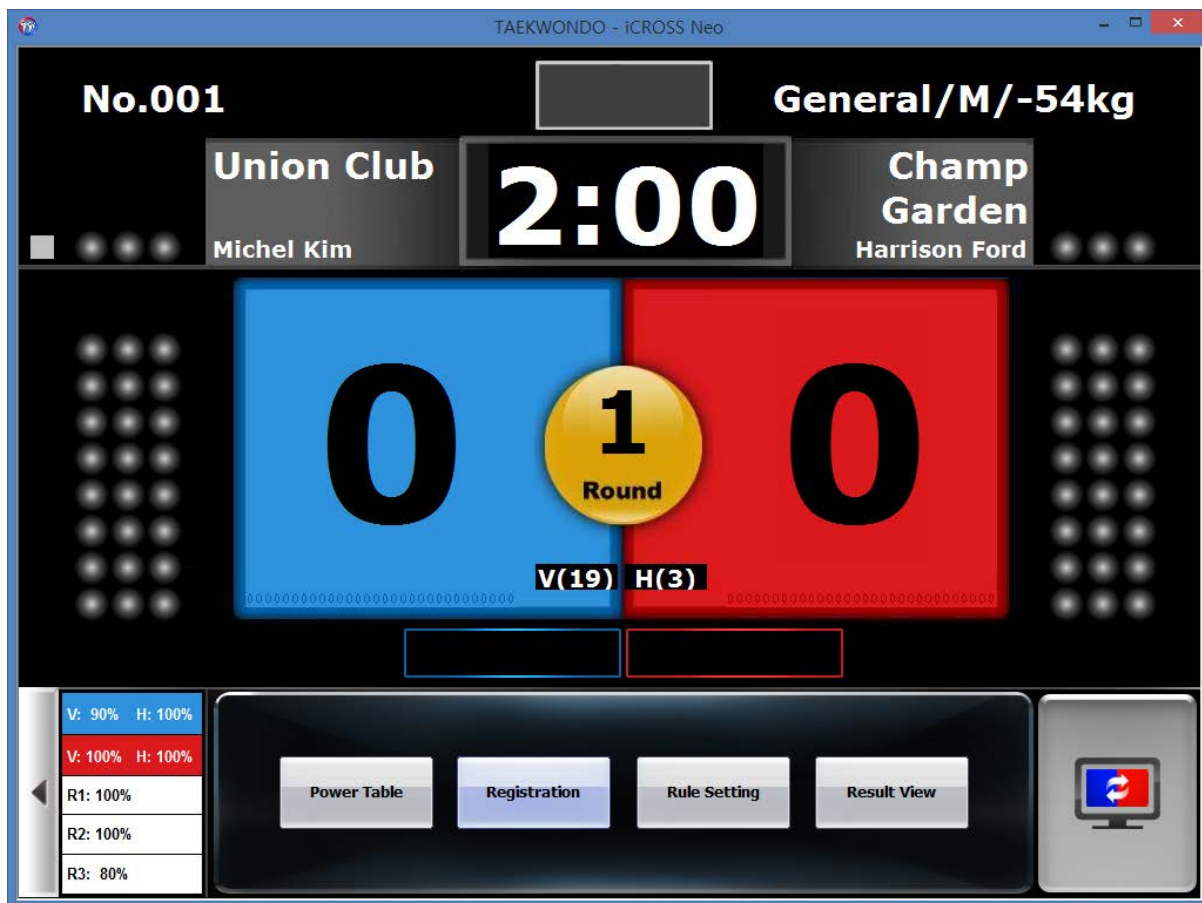 TAEKWONDO - iCROSS Neo
No.001
General/M/-54kg
Union Club
2:00
Champ
Garden
Michel Kim
Harrison Ford
0
1
Round
0
V(19)
H(3)
V: 90% H: 100%
V: 100% H: 100%
R1: 100%
R2: 100%
R3: 80%
Power Table
Registration
Rule Setting
Result View